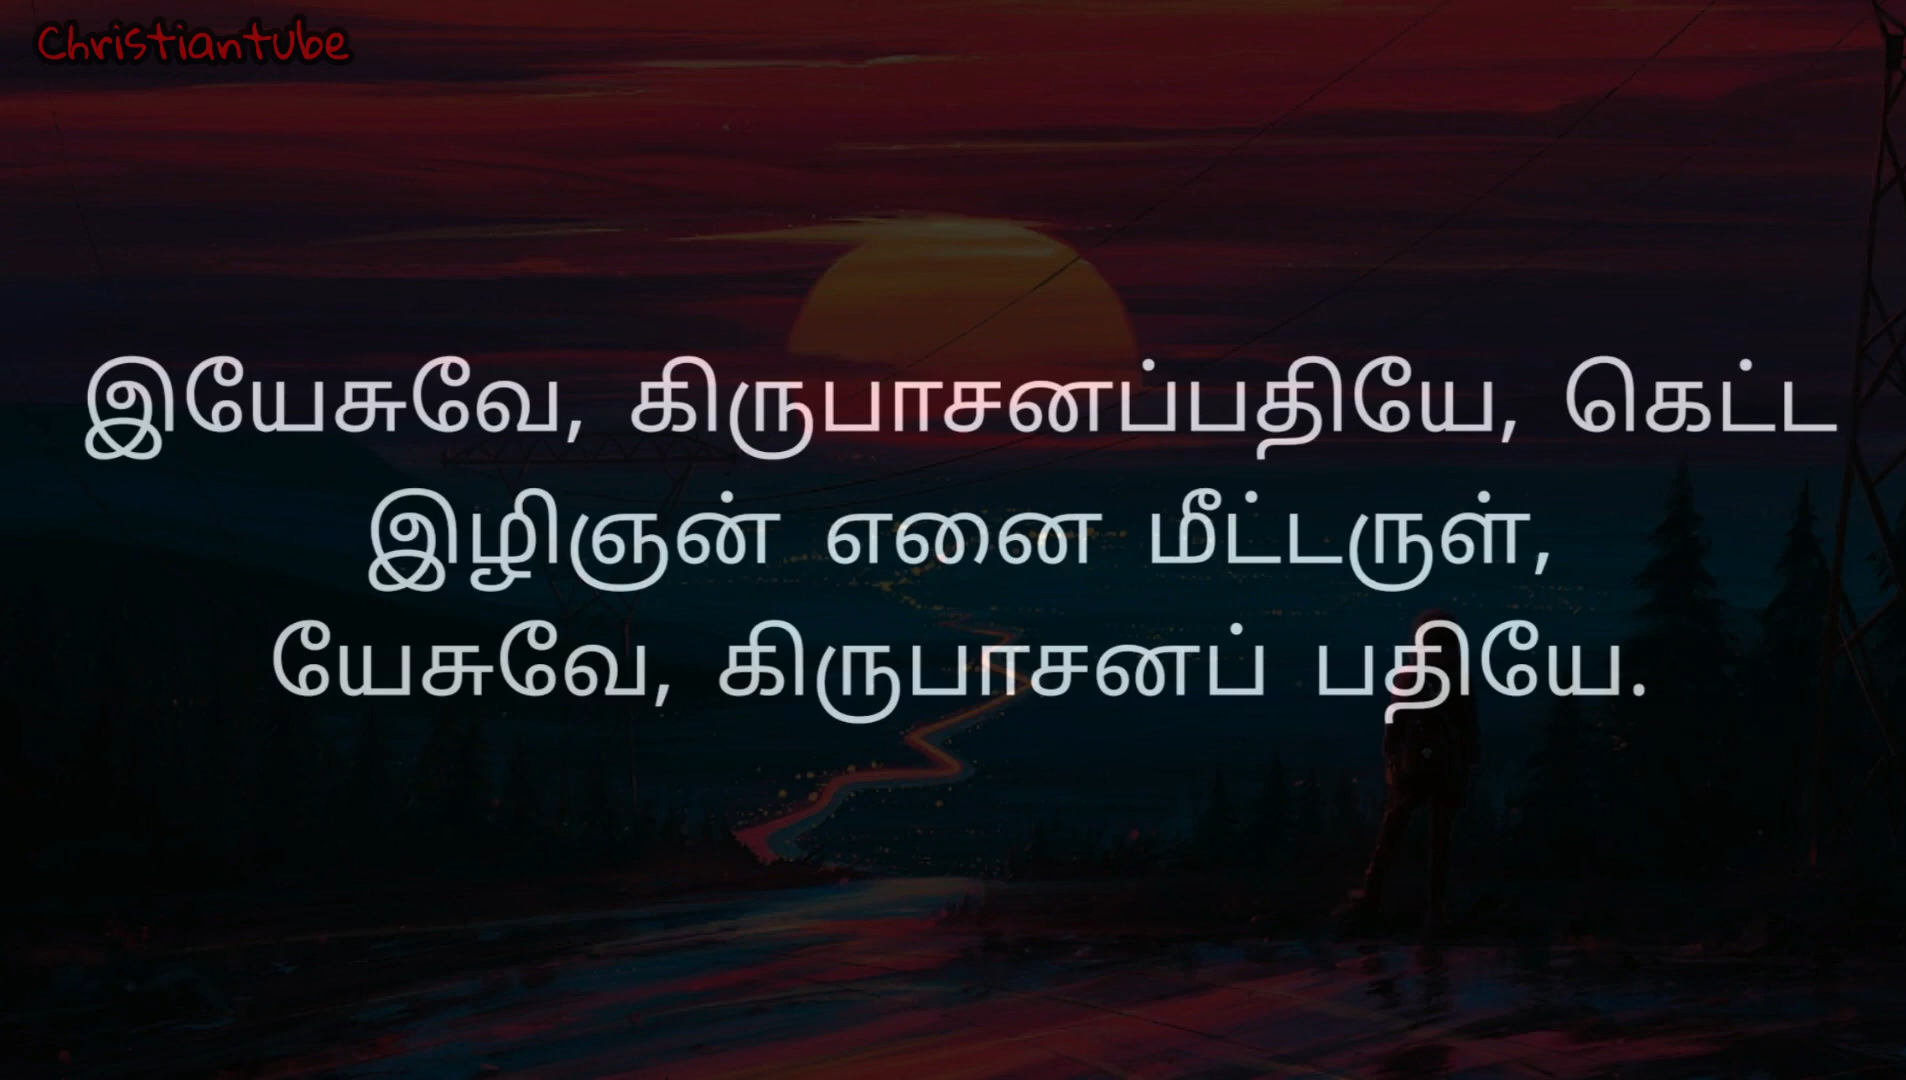 Christiantube
இயேசுவே, கிருபாசனப்பதியே, கெட்ட
இழிஞன் எனை மீட்டருள்,
யேசுவே, கிருபாசனப் பதியே.